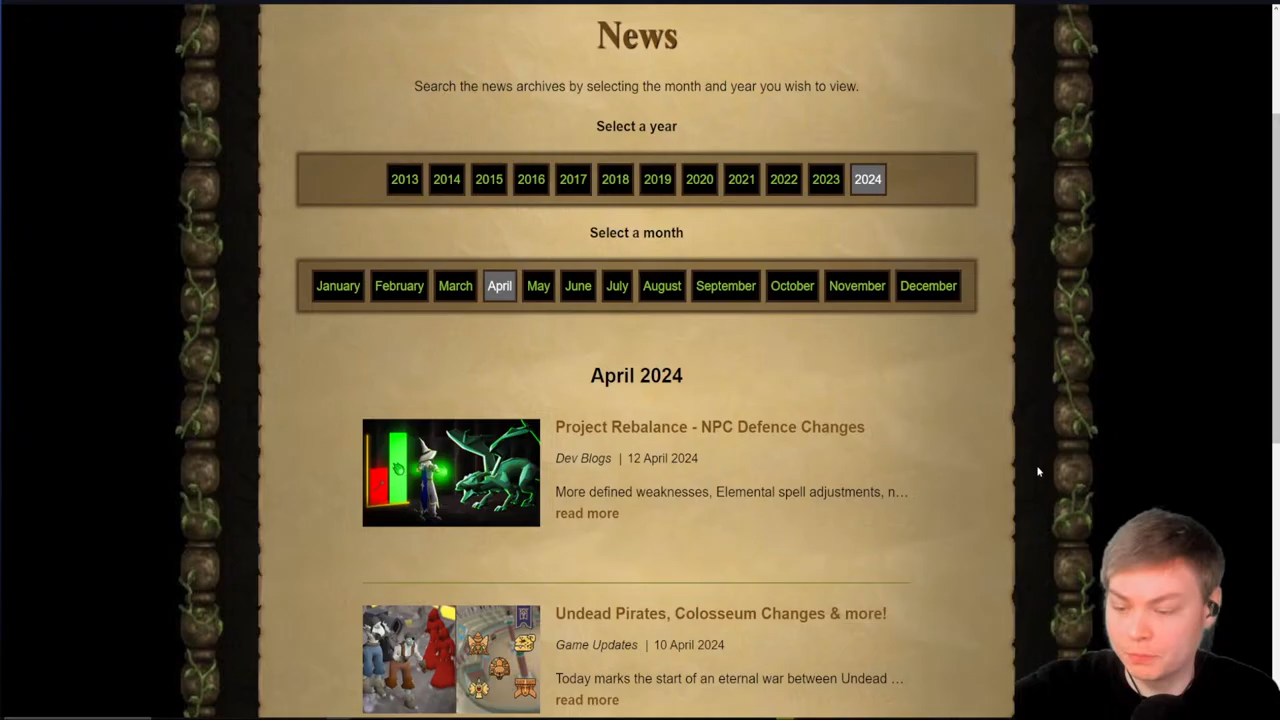 News
Search the news archives by selecting the month and year you wish to view.
Select a year
2013 2014 2015 2016 2017 2018 2019 2020 2021 2022 2023 2024
Select a month
January February March April May June July August September October November December
April 2024
Project Rebalance - NPC Defence Changes
Dev Blogs | 12 April 2024
More defined weaknesses, Elemental spell adjustments, n…
read more
Undead Pirates, Colosseum Changes & more!
Game Updates | 10 April 2024
Today marks the start of an eternal war between Undead …
read more